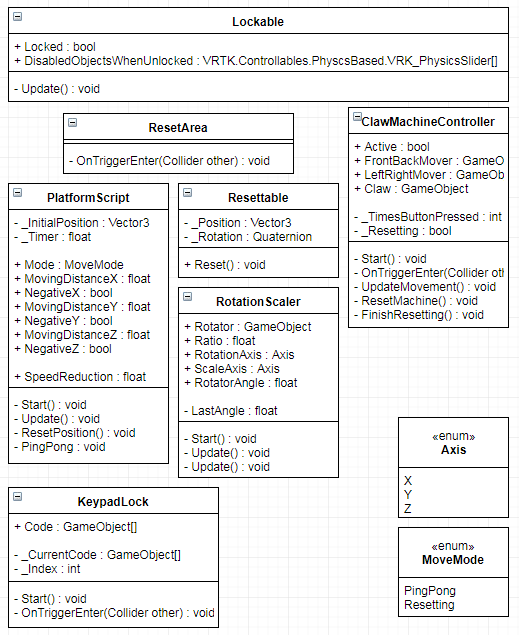 Lockable
+ Locked : bool
+ DisabledObjectsWhenUnlocked : VRTK.Controllables.PhyscsBased.VRK_PhysicsSlider[]
- Update() : void
ResetArea
- OnTriggerEnter(Collider other) : void
ClawMachineController
+ Active : bool
+ FrontBackMover : GameO
+ LeftRightMover : GameOb
+ Claw : GameObject
- _TimesButtonPressed : int
- _Resetting : bool
- Start() : void
- OnTriggerEnter(Collider otl
- UpdateMovement() : void
- ResetMachine() : void
- FinishResetting() : void
PlatformScript
- _InitialPosition : Vector3
- _Timer : float
+ Mode : MoveMode
+ MovingDistanceX : float
+ NegativeX : bool
+ MovingDistanceY : float
+ NegativeY : bool
+ MovingDistanceZ : float
+ NegativeZ : bool
+ SpeedReduction : float
- Start() : void
- Update() : void
- ResetPosition() : void
- PingPong : void
Resettable
- _Position : Vector3
- _Rotation : Quaternion
+ Reset() : void
RotationScaler
+ Rotator : GameObject
+ Ratio : float
+ RotationAxis : Axis
+ ScaleAxis : Axis
+ RotatorAngle : float
- LastAngle : float
- Start() : void
- Update() : void
- Update() : void
«enum»
Axis
X
Y
Z
KeypadLock
+ Code : GameObject[]
- _CurrentCode : GameObject[]
- _Index : int
- Start() : void
- OnTriggerEnter(Collider other) : void
«enum»
MoveMode
PingPong
Resetting